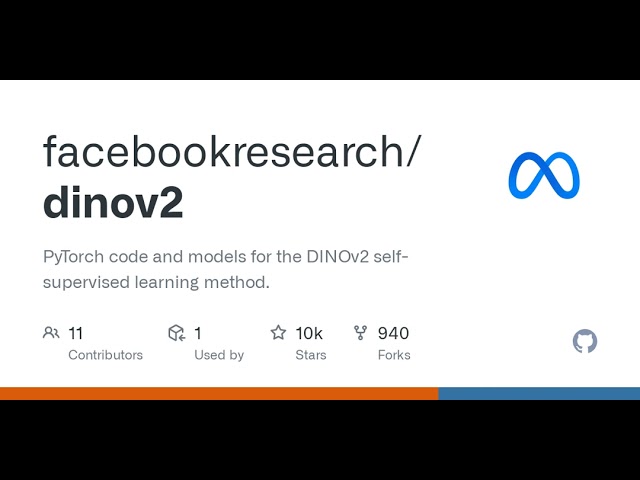 facebookresearch/
dinov2
PyTorch code and models for the DINOv2 self-
supervised learning method.
11 1 10k 940
Contributors Used by Stars Forks